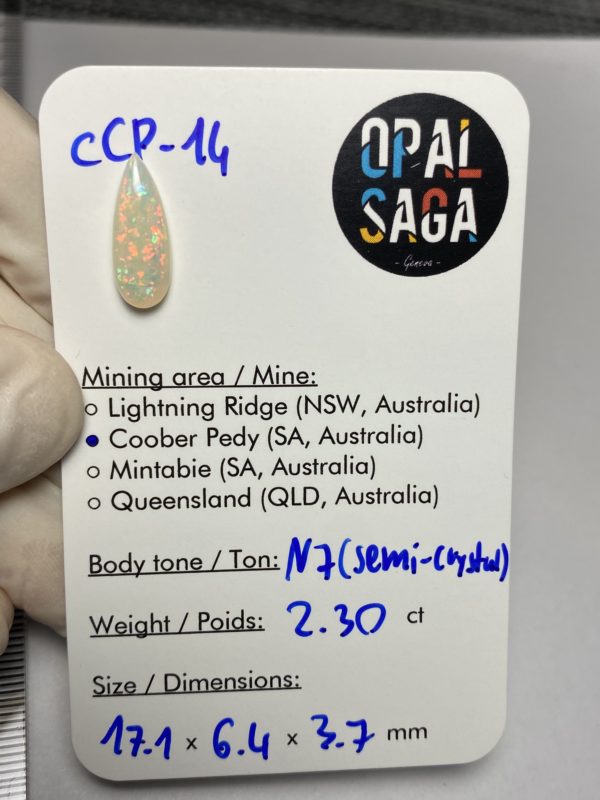 cCP-14
OPAL
SAGA
- Geneva -
Mining area / Mine:
○ Lightning Ridge (NSW, Australia)
● Coober Pedy (SA, Australia)
○ Mintabie (SA, Australia)
○ Queensland (QLD, Australia)
Body tone / Ton: N7 (semi-crystal)
Weight / Poids: 2.30 ct
Size / Dimensions:
17.1 x 6.4 x 3.7 mm